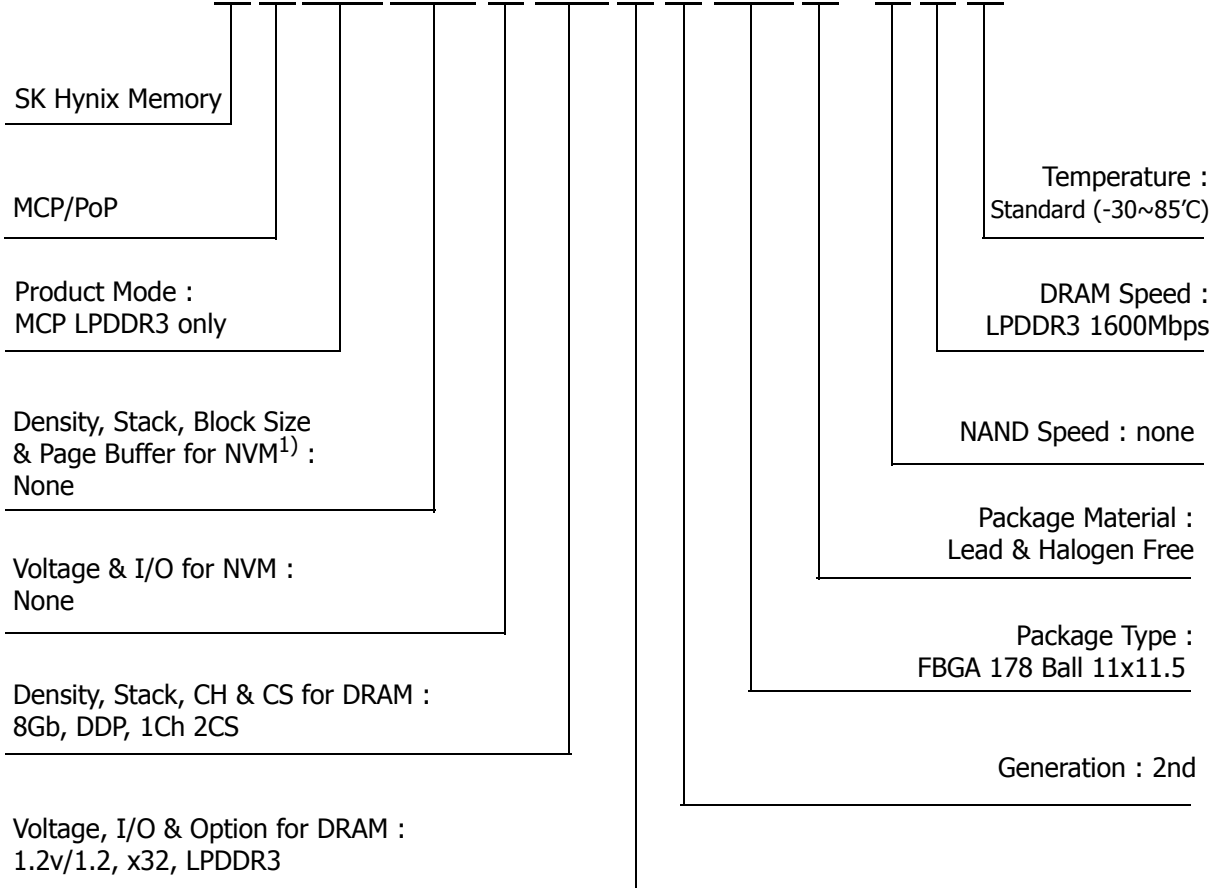 SK Hynix Memory
MCP/PoP
Product Mode :
MCP LPDDR3 only
Density, Stack, Block Size
& Page Buffer for NVM1) :
None
Voltage & I/O for NVM :
None
Density, Stack, CH & CS for DRAM :
8Gb, DDP, 1Ch 2CS
Voltage, I/O & Option for DRAM :
1.2v/1.2, x32, LPDDR3
Temperature :
Standard (-30~85’C)
DRAM Speed :
LPDDR3 1600Mbps
NAND Speed : none
Package Material :
Lead & Halogen Free
Package Type :
FBGA 178 Ball 11x11.5
Generation : 2nd